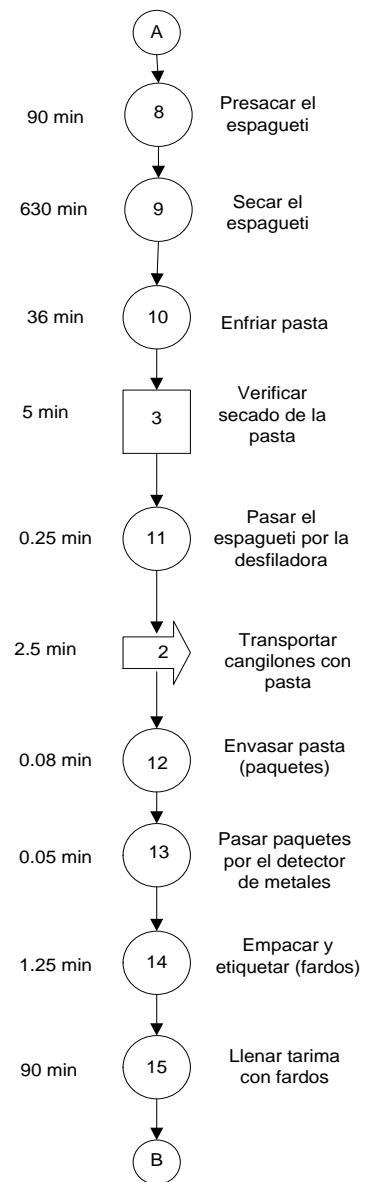 A
90 min
8
Presacar el
espagueti
630 min
9
Secar el
espagueti
36 min
10
Enfriar pasta
5 min
3
Verificar
secado de la
pasta
0.25 min
11
Pasar el
espagueti por la
desfiladora
2.5 min
2
Transportar
cangilones con
pasta
0.08 min
12
Envasar pasta
(paquetes)
0.05 min
13
Pasar paquetes
por el detector
de metales
1.25 min
14
Empacar y
etiquetar (fardos)
90 min
15
Llenar tarima
con fardos
B